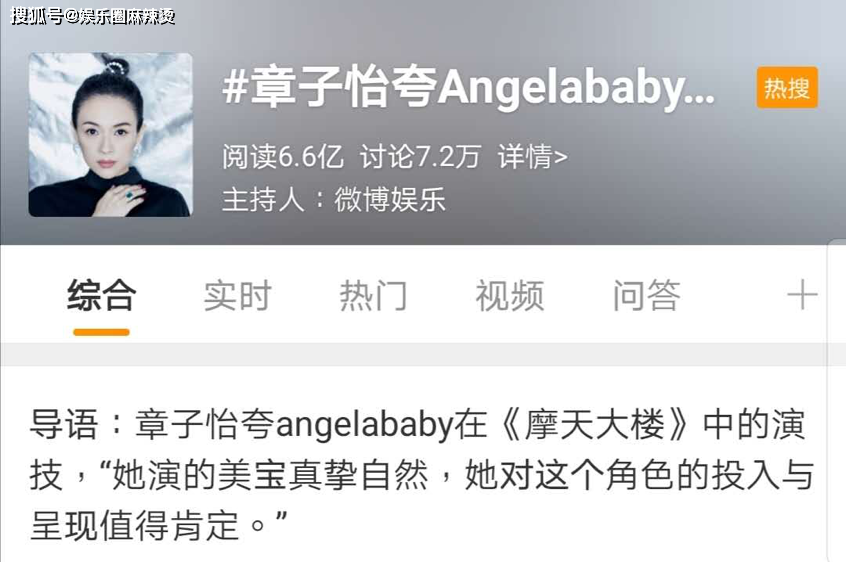 搜狐号@娱乐圈麻辣烫
#章子怡夸Angelababy...
热搜
阅读6.6亿 讨论7.2万 详情>
主持人：微博娱乐
综合 实时 热门 视频 问答 +
导语：章子怡夸angelababy在《摩天大楼》中的演
技，“她演的美宝真挚自然，她对这个角色的投入与
呈现值得肯定。”